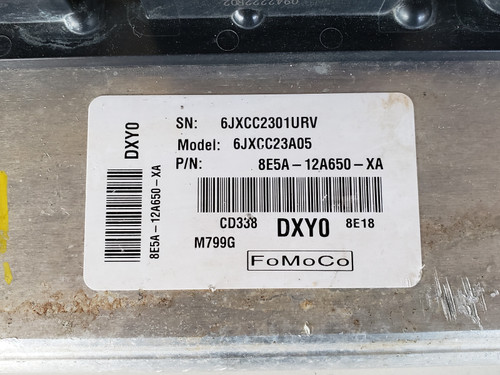 SN: 6JXCC2301URV
Model: 6JXCC23A05
P/N: 8E5A-12A650-XA
CD338 DXY0 8E18
M799G
FoMoCo
DXY0
8E5A-12A650-XA